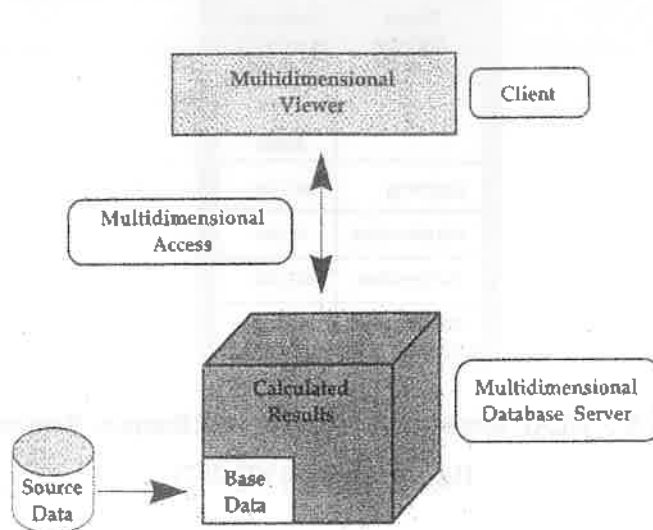 Multidimensional
Viewer
Client
Multidimensional
Access
Calculated
Results
Multidimensional
Database Server
Base
Data
Source
Data